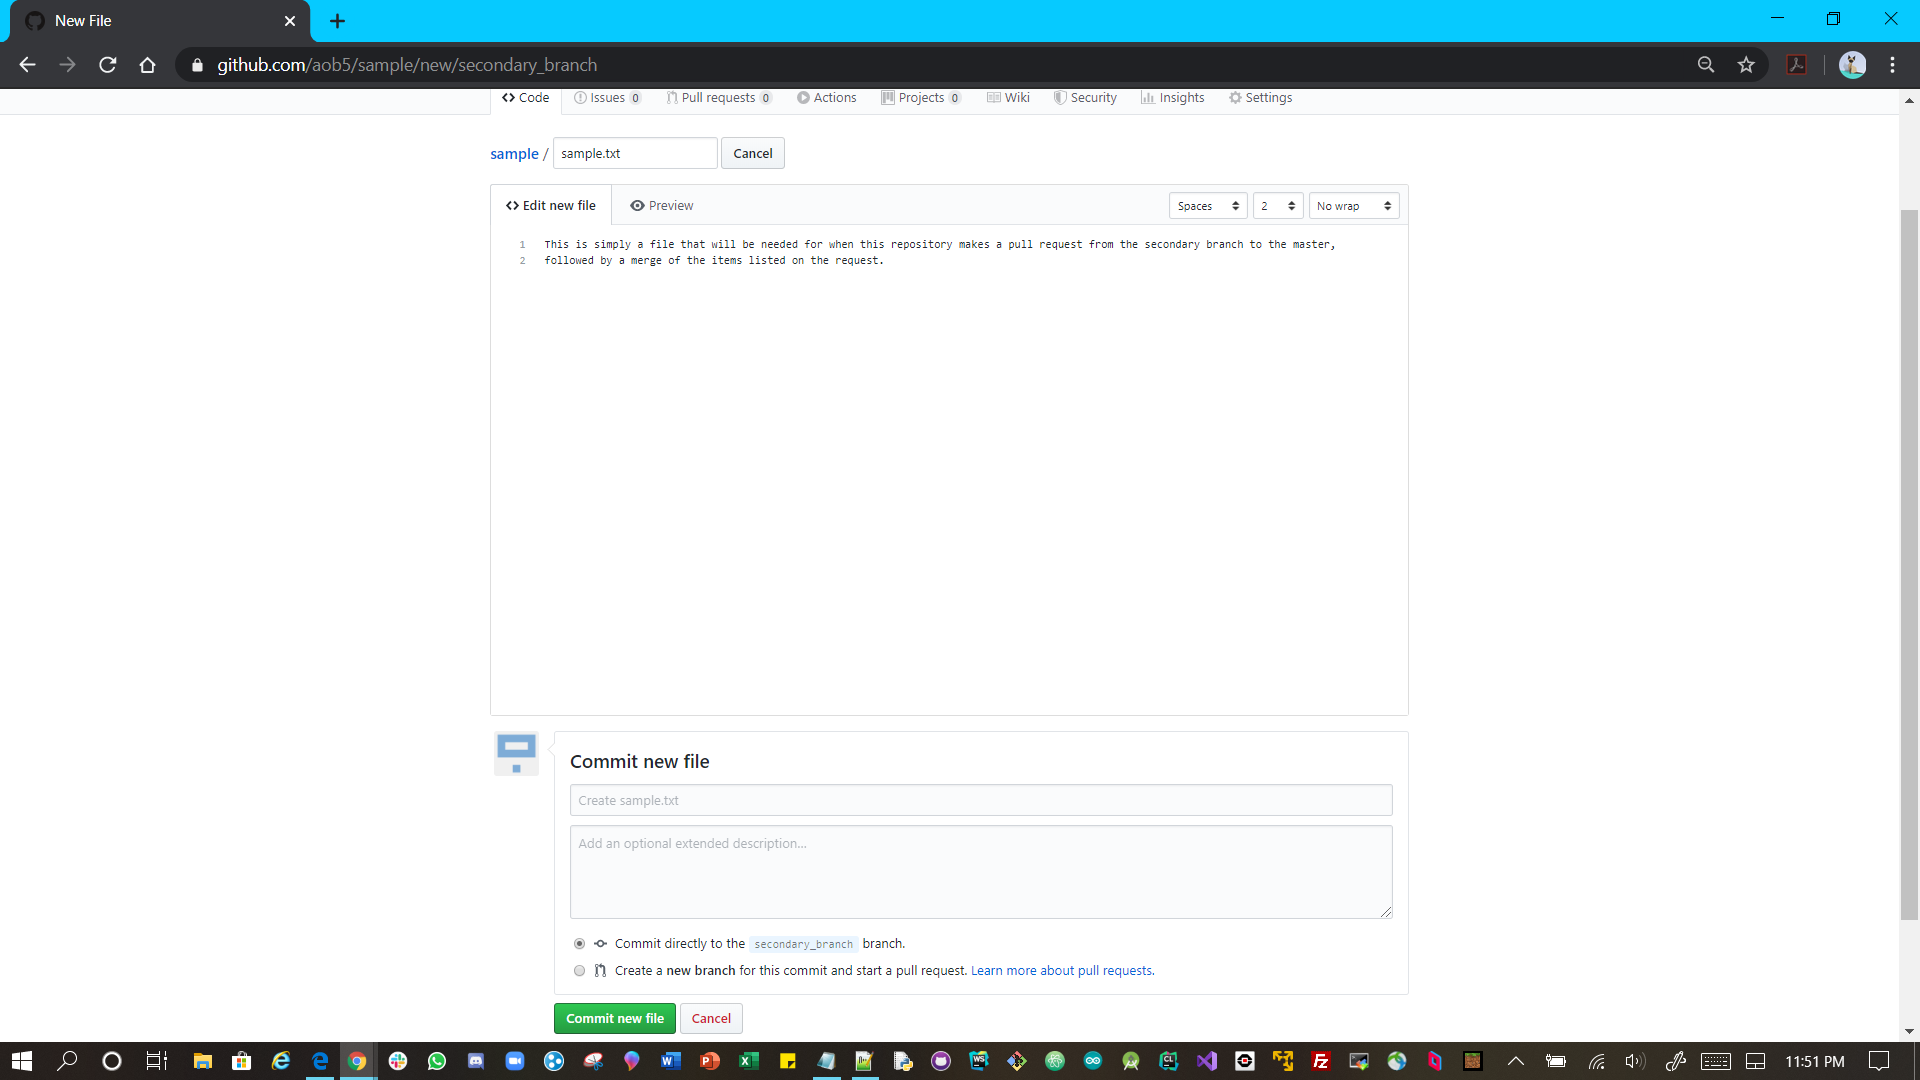 New File
github.com/aob5/sample/new/secondary_branch
Code Issues 0 Pull requests 0 Actions Projects 0 Wiki Security Insights Settings
sample / sample.txt Cancel
Edit new file Preview Spaces 2 No wrap
1 This is simply a file that will be needed for when this repository makes a pull request from the secondary branch to the master,
2 followed by a merge of the items listed on the request.
Commit new file
Create sample.txt
Add an optional extended description...
Commit directly to the secondary_branch branch.
Create a new branch for this commit and start a pull request. Learn more about pull requests.
Commit new file Cancel
11:51 PM